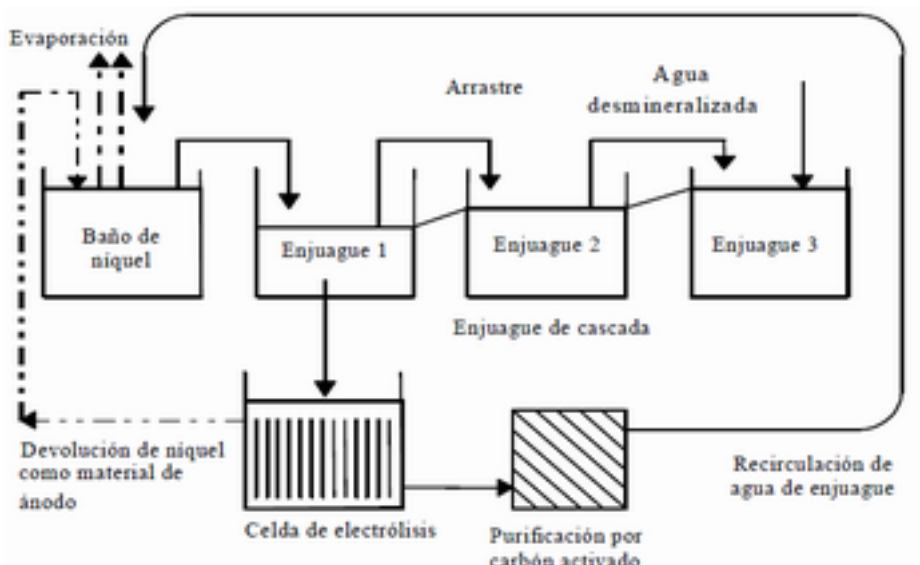 Evaporación
Arrastre
Agua
desmineralizada
Baño de
níquel
Enjuague 1
Enjuague 2
Enjuague 3
Enjuague de cascada
Devolución de níquel
como material de
ánodo
Celda de electrólisis
Purificación por
carbón activado
Recirculación de
agua de enjuague